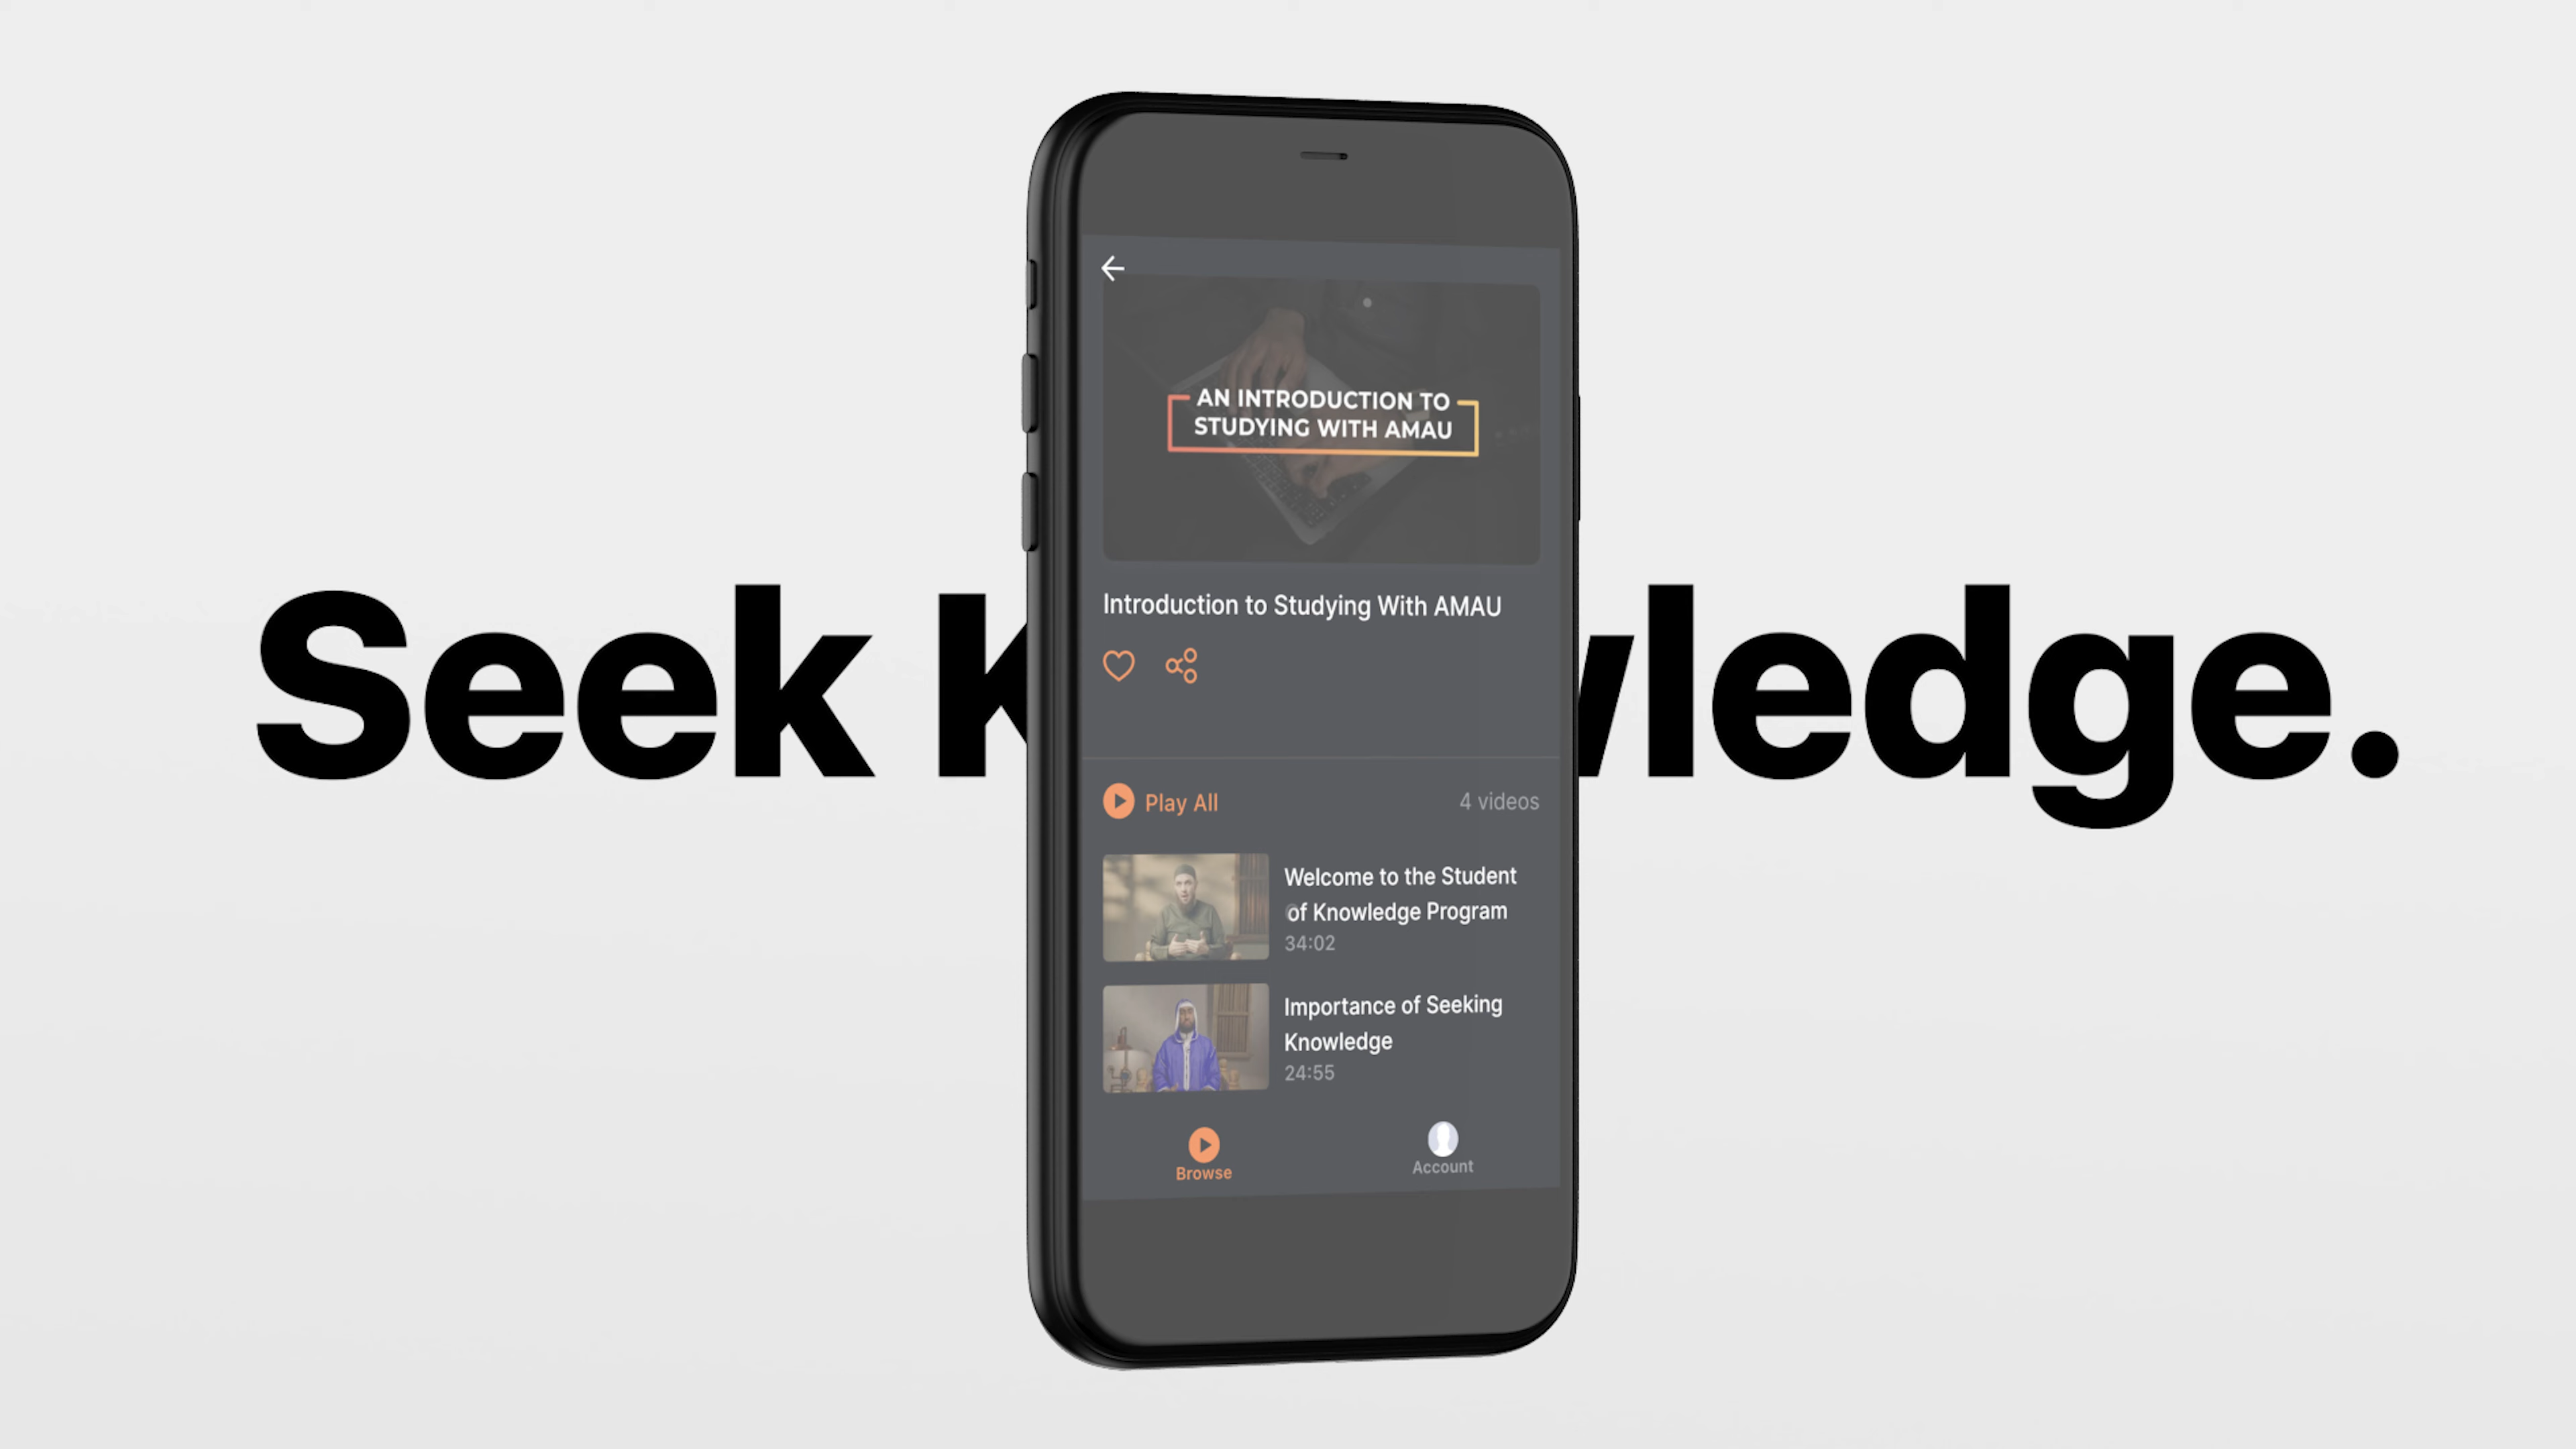 Seek K wledge.
AN INTRODUCTION TO
STUDYING WITH AMAU
Introduction to Studying With AMAU
Play All
4 videos
Welcome to the Student
of Knowledge Program
34:02
Importance of Seeking
Knowledge
24:55
Browse
Account